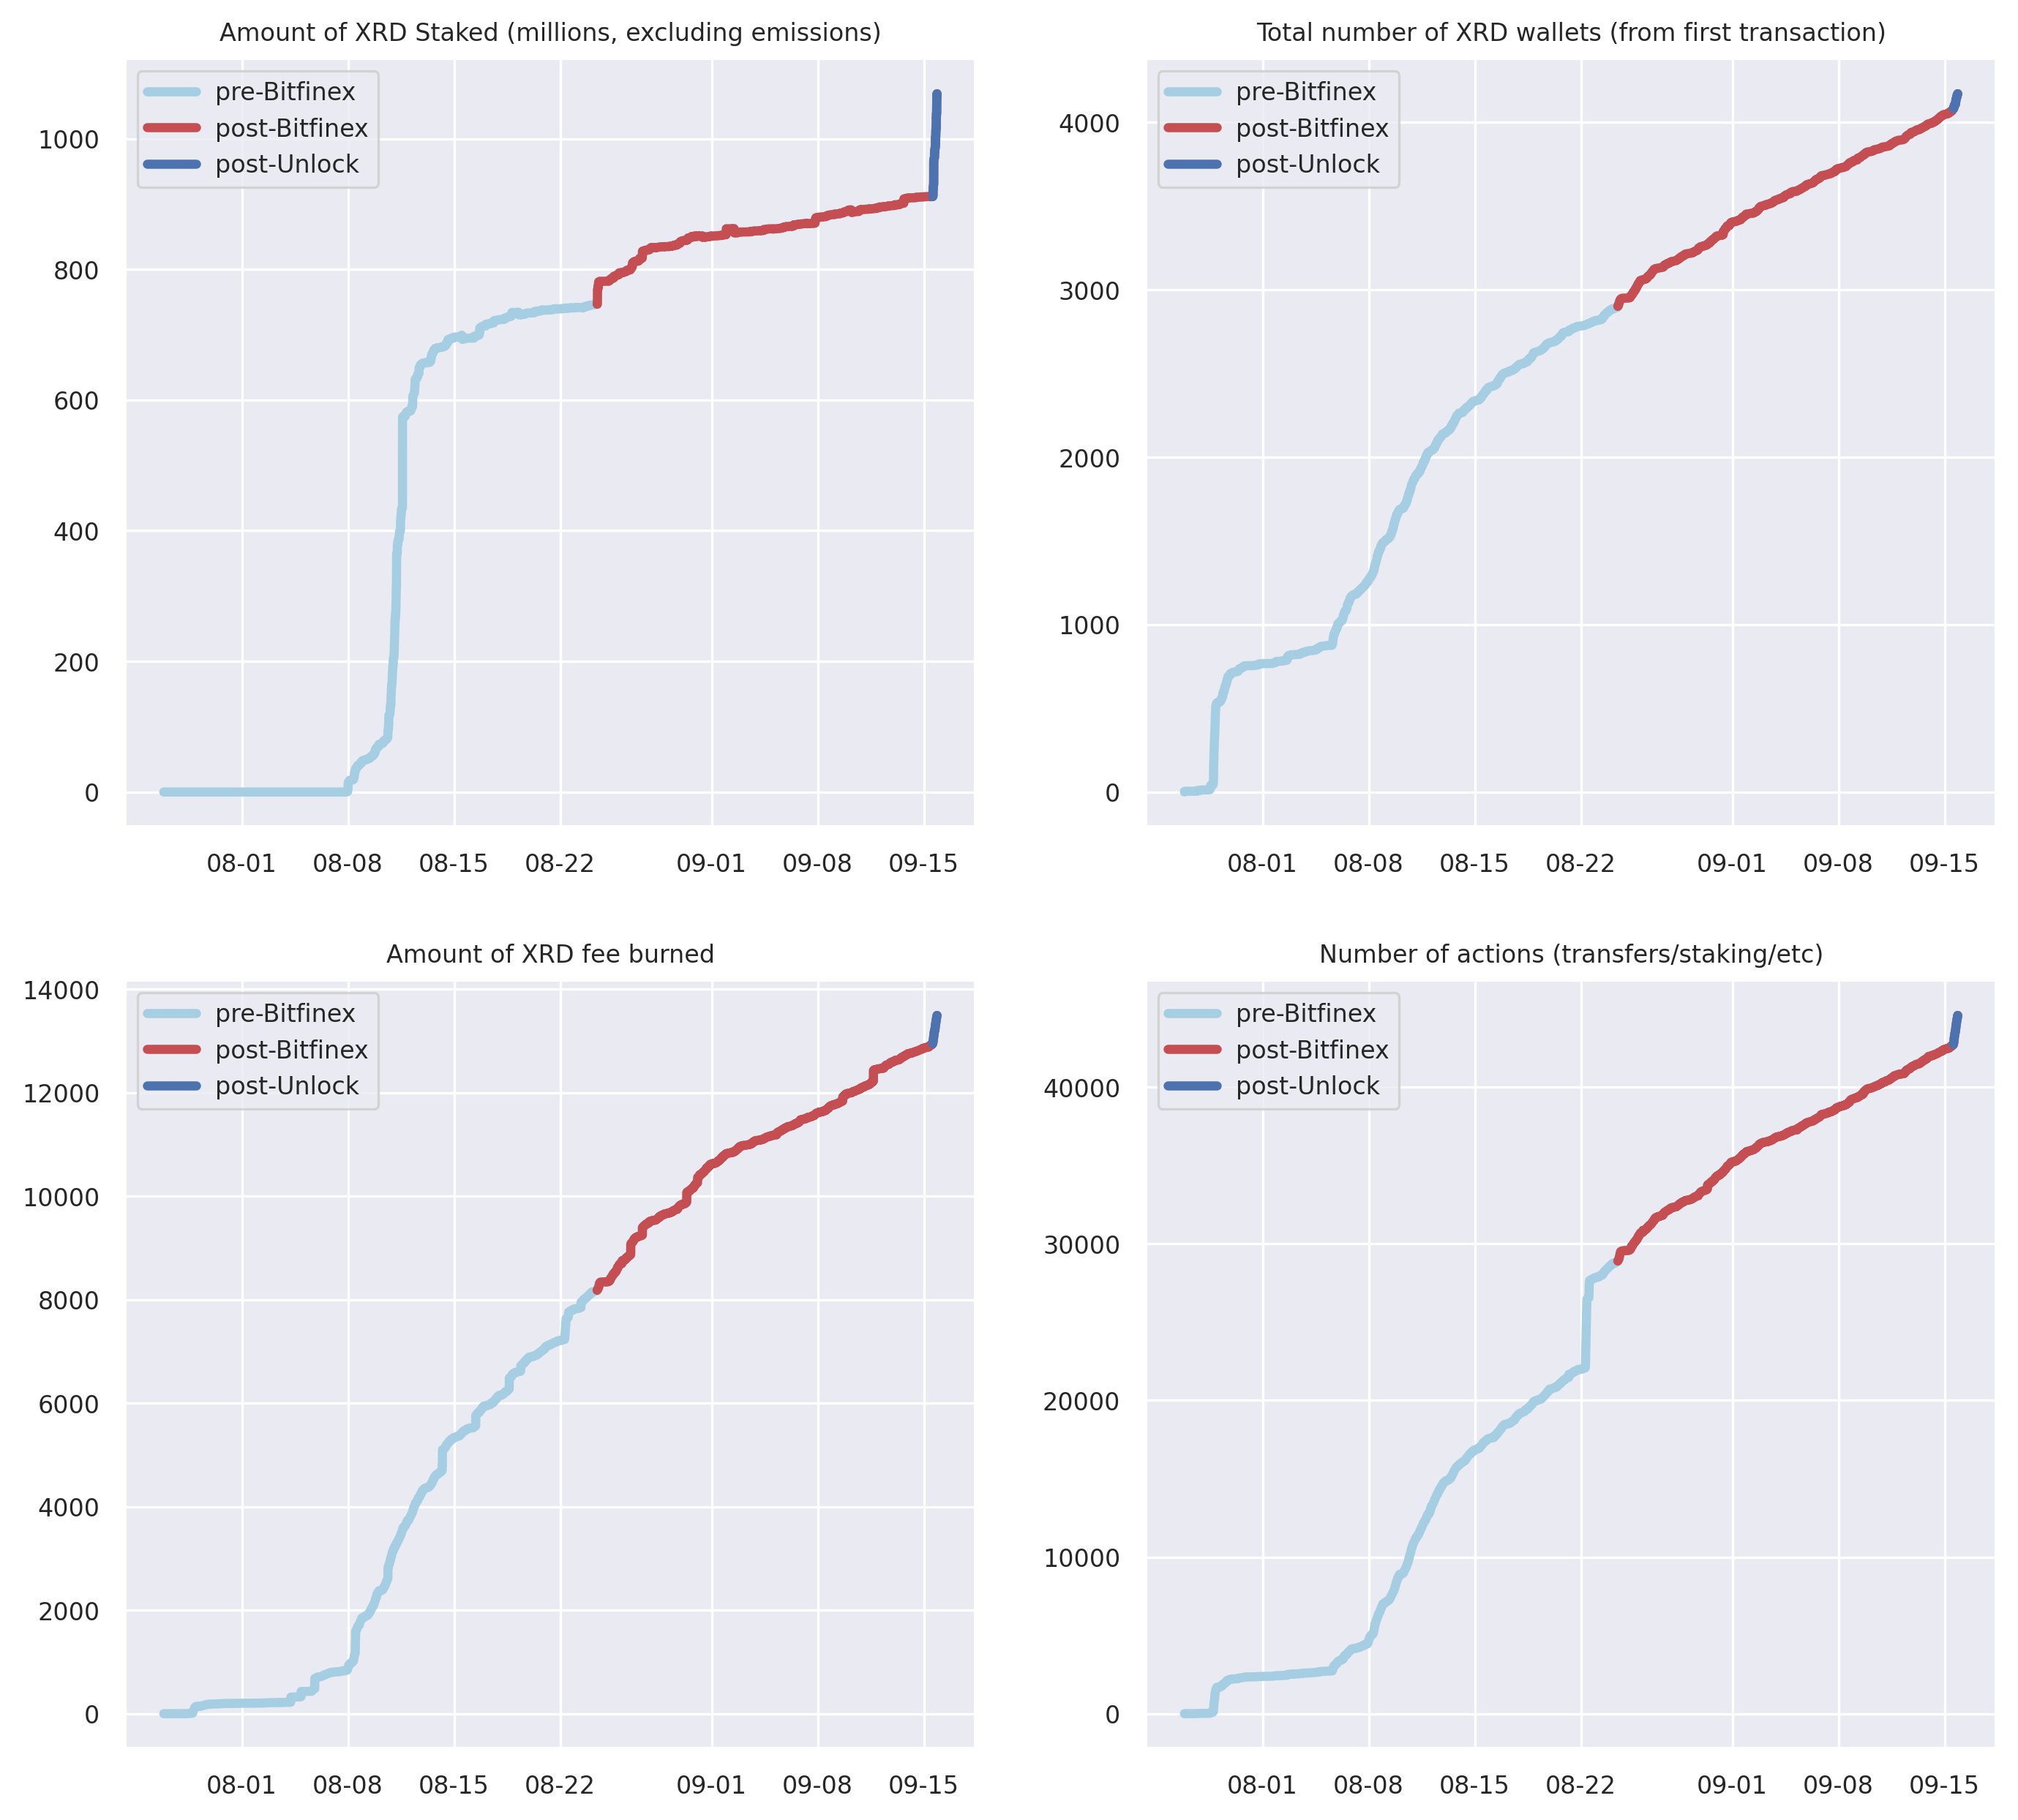 Amount of XRD Staked (millions, excluding emissions)
pre-Bitfinex
post-Bitfinex
post-Unlock
1000
800
600
400
200
0
08-01 08-08 08-15 08-22 09-01 09-08 09-15
Total number of XRD wallets (from first transaction)
pre-Bitfinex
post-Bitfinex
post-Unlock
4000
3000
2000
1000
0
08-01 08-08 08-15 08-22 09-01 09-08 09-15
Amount of XRD fee burned
pre-Bitfinex
post-Bitfinex
post-Unlock
14000
12000
10000
8000
6000
4000
2000
0
08-01 08-08 08-15 08-22 09-01 09-08 09-15
Number of actions (transfers/staking/etc)
pre-Bitfinex
post-Bitfinex
post-Unlock
40000
30000
20000
10000
0
08-01 08-08 08-15 08-22 09-01 09-08 09-15